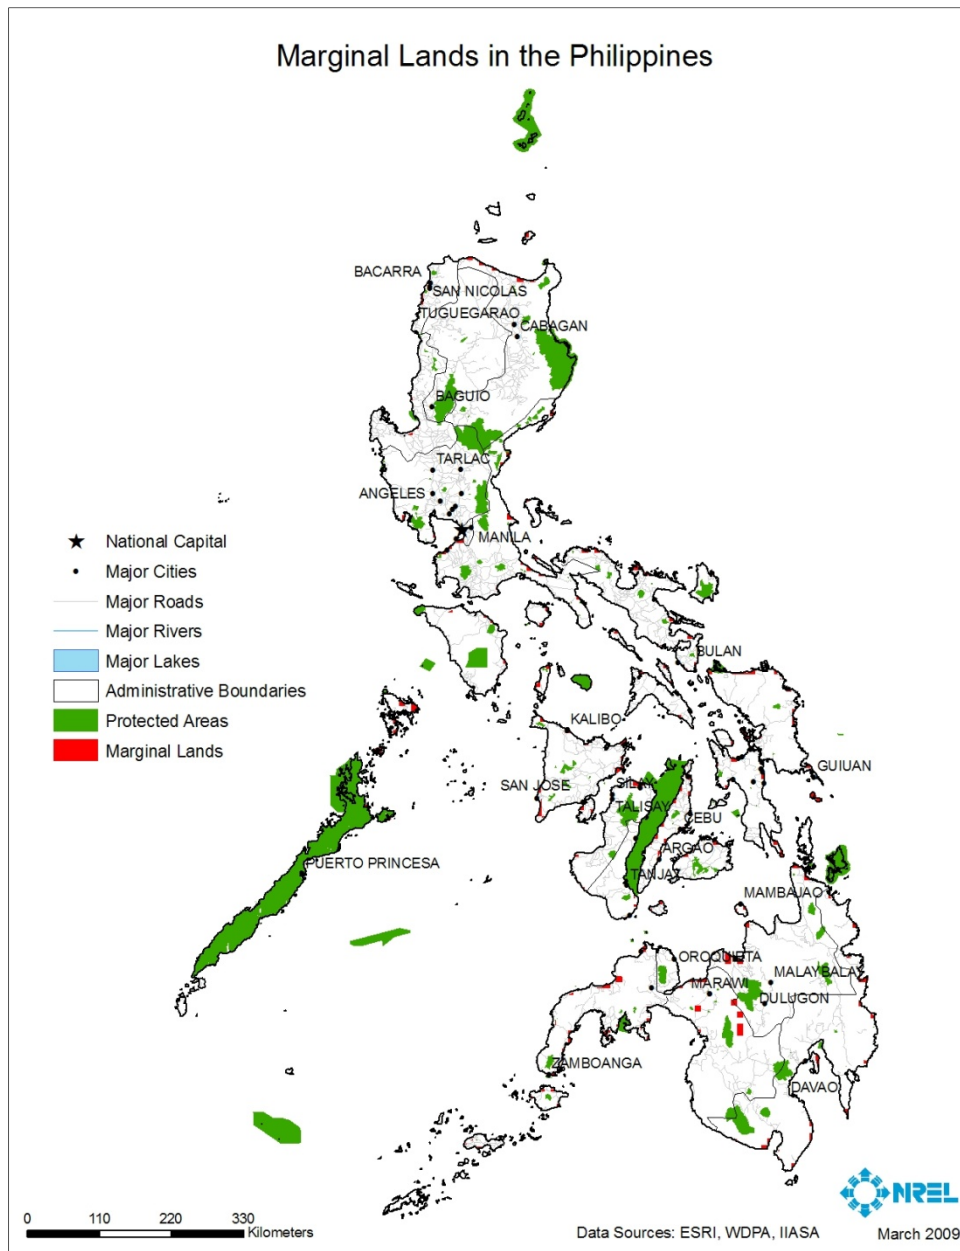 Marginal Lands in the Philippines
BACARRA
SAN NICOLAS
TUGUEGARAO
CABAGAN
BAGUIO
TARLAC
ANGELES
MANILA
National Capital
Major Cities
Major Roads
Major Rivers
Major Lakes
Administrative Boundaries
Protected Areas
Marginal Lands
BULAN
KALIBO
GUIUAN
SAN JOSE
SILAY
TALISAY
CEBU
ARGAO
PUERTO PRINCESA
TANJAY
MAMBAJAO
OROQUIETA
MALAYBALAY
MARAWI
DULUGON
ZAMBOANGA
DAVAO
NREL
0 110 220 330
Kilometers
Data Sources: ESRI, WDPA, IIASA
March 2009